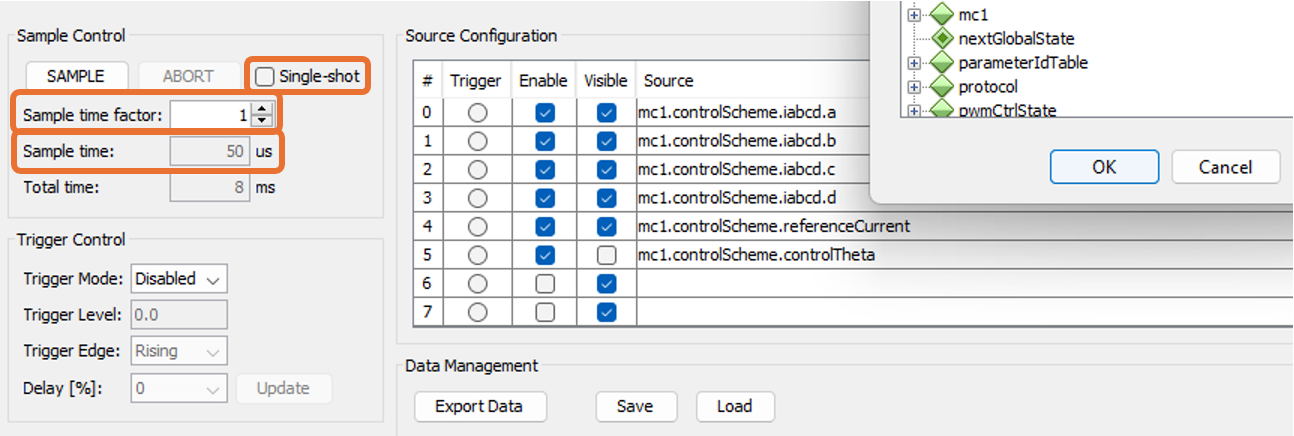 Sample Control
SAMPLE ABORT Single-shot
Sample time factor: 1
Sample time: 50 us
Total time: 8 ms
Trigger Control
Trigger Mode: Disabled
Trigger Level: 0.0
Trigger Edge: Rising
Delay [%]: 0 Update
Source Configuration
# Trigger Enable Visible Source
0 mc1.controlScheme.iabcd.a
1 mc1.controlScheme.iabcd.b
2 mc1.controlScheme.iabcd.c
3 mc1.controlScheme.iabcd.d
4 mc1.controlScheme.referenceCurrent
5 mc1.controlScheme.controlTheta
6
7
Data Management
Export Data Save Load
mc1
nextGlobalState
parameterIdTable
protocol
pwmCtrlState
OK Cancel